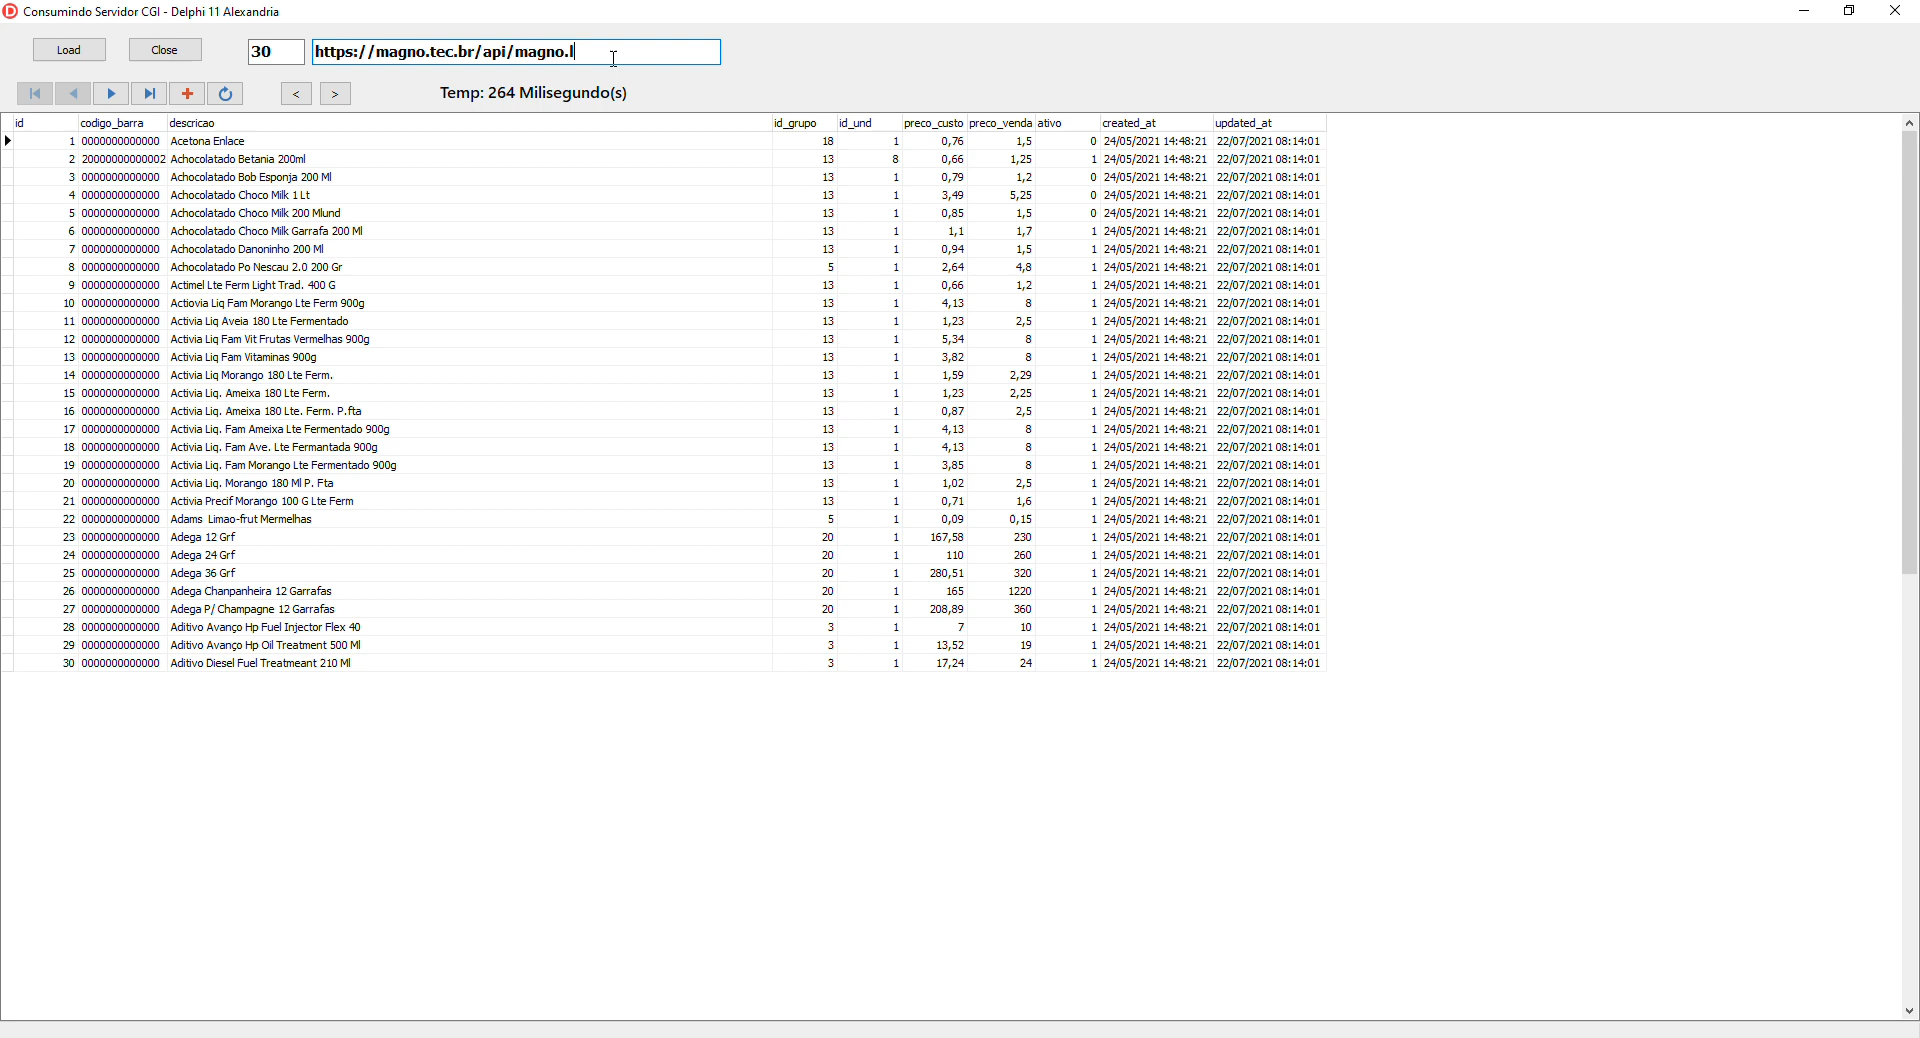 Consumindo Servidor CGI - Delphi 11 Alexandria
Load Close 30 https://magno.tec.br/api/magno.l
< > Temp: 264 Milisegundo(s)
id codigo_barra descricao id_grupo id_und preco_custo preco_venda ativo created_at updated_at
1 0000000000000 Acetona Enlace 18 1 0,76 1,5 0 24/05/2021 14:48:21 22/07/2021 08:14:01
2 20000000000002 Achocolatado Betania 200ml 13 8 0,66 1,25 1 24/05/2021 14:48:21 22/07/2021 08:14:01
3 0000000000000 Achocolatado Bob Esponja 200 Ml 13 1 0,79 1,2 0 24/05/2021 14:48:21 22/07/2021 08:14:01
4 0000000000000 Achocolatado Choco Milk 1 Lt 13 1 3,49 5,25 0 24/05/2021 14:48:21 22/07/2021 08:14:01
5 0000000000000 Achocolatado Choco Milk 200 Mlund 13 1 0,85 1,5 0 24/05/2021 14:48:21 22/07/2021 08:14:01
6 0000000000000 Achocolatado Choco Milk Garrafa 200 Ml 13 1 1,1 1,7 1 24/05/2021 14:48:21 22/07/2021 08:14:01
7 0000000000000 Achocolatado Danoninho 200 Ml 13 1 0,94 1,5 1 24/05/2021 14:48:21 22/07/2021 08:14:01
8 0000000000000 Achocolatado Po Nescau 2.0 200 Gr 5 1 2,64 4,8 1 24/05/2021 14:48:21 22/07/2021 08:14:01
9 0000000000000 Actimel Lte Ferm Light Trad. 400 G 13 1 0,66 1,2 1 24/05/2021 14:48:21 22/07/2021 08:14:01
10 0000000000000 Actiovia Liq Fam Morango Lte Ferm 900g 13 1 4,13 8 1 24/05/2021 14:48:21 22/07/2021 08:14:01
11 0000000000000 Activia Liq Aveia 180 Lte Fermentado 13 1 1,23 2,5 1 24/05/2021 14:48:21 22/07/2021 08:14:01
12 0000000000000 Activia Liq Fam Vit Frutas Vermelhas 900g 13 1 5,34 8 1 24/05/2021 14:48:21 22/07/2021 08:14:01
13 0000000000000 Activia Liq Fam Vitaminas 900g 13 1 3,82 8 1 24/05/2021 14:48:21 22/07/2021 08:14:01
14 0000000000000 Activia Liq Morango 180 Lte Ferm. 13 1 1,59 2,29 1 24/05/2021 14:48:21 22/07/2021 08:14:01
15 0000000000000 Activia Liq. Ameixa 180 Lte Ferm. 13 1 1,23 2,25 1 24/05/2021 14:48:21 22/07/2021 08:14:01
16 0000000000000 Activia Liq. Ameixa 180 Lte. Ferm. P.fta 13 1 0,87 2,5 1 24/05/2021 14:48:21 22/07/2021 08:14:01
17 0000000000000 Activia Liq. Fam Ameixa Lte Fermentado 900g 13 1 4,13 8 1 24/05/2021 14:48:21 22/07/2021 08:14:01
18 0000000000000 Activia Liq. Fam Ave. Lte Fermantada 900g 13 1 4,13 8 1 24/05/2021 14:48:21 22/07/2021 08:14:01
19 0000000000000 Activia Liq. Fam Morango Lte Fermentado 900g 13 1 3,85 8 1 24/05/2021 14:48:21 22/07/2021 08:14:01
20 0000000000000 Activia Liq. Morango 180 Ml P. Fta 13 1 1,02 2,5 1 24/05/2021 14:48:21 22/07/2021 08:14:01
21 0000000000000 Activia Precif Morango 100 G Lte Ferm 13 1 0,71 1,6 1 24/05/2021 14:48:21 22/07/2021 08:14:01
22 0000000000000 Adams  Limao-frut Mermelhas 5 1 0,09 0,15 1 24/05/2021 14:48:21 22/07/2021 08:14:01
23 0000000000000 Adega 12 Grf 20 1 167,58 230 1 24/05/2021 14:48:21 22/07/2021 08:14:01
24 0000000000000 Adega 24 Grf 20 1 110 260 1 24/05/2021 14:48:21 22/07/2021 08:14:01
25 0000000000000 Adega 36 Grf 20 1 280,51 320 1 24/05/2021 14:48:21 22/07/2021 08:14:01
26 0000000000000 Adega Chanpanheira 12 Garrafas 20 1 165 1220 1 24/05/2021 14:48:21 22/07/2021 08:14:01
27 0000000000000 Adega P/ Champagne 12 Garrafas 20 1 208,89 360 1 24/05/2021 14:48:21 22/07/2021 08:14:01
28 0000000000000 Aditivo Avanço Hp Fuel Injector Flex 40 3 1 7 10 1 24/05/2021 14:48:21 22/07/2021 08:14:01
29 0000000000000 Aditivo Avanço Hp Oil Treatment 500 Ml 3 1 13,52 19 1 24/05/2021 14:48:21 22/07/2021 08:14:01
30 0000000000000 Aditivo Diesel Fuel Treatmeant 210 Ml 3 1 17,24 24 1 24/05/2021 14:48:21 22/07/2021 08:14:01